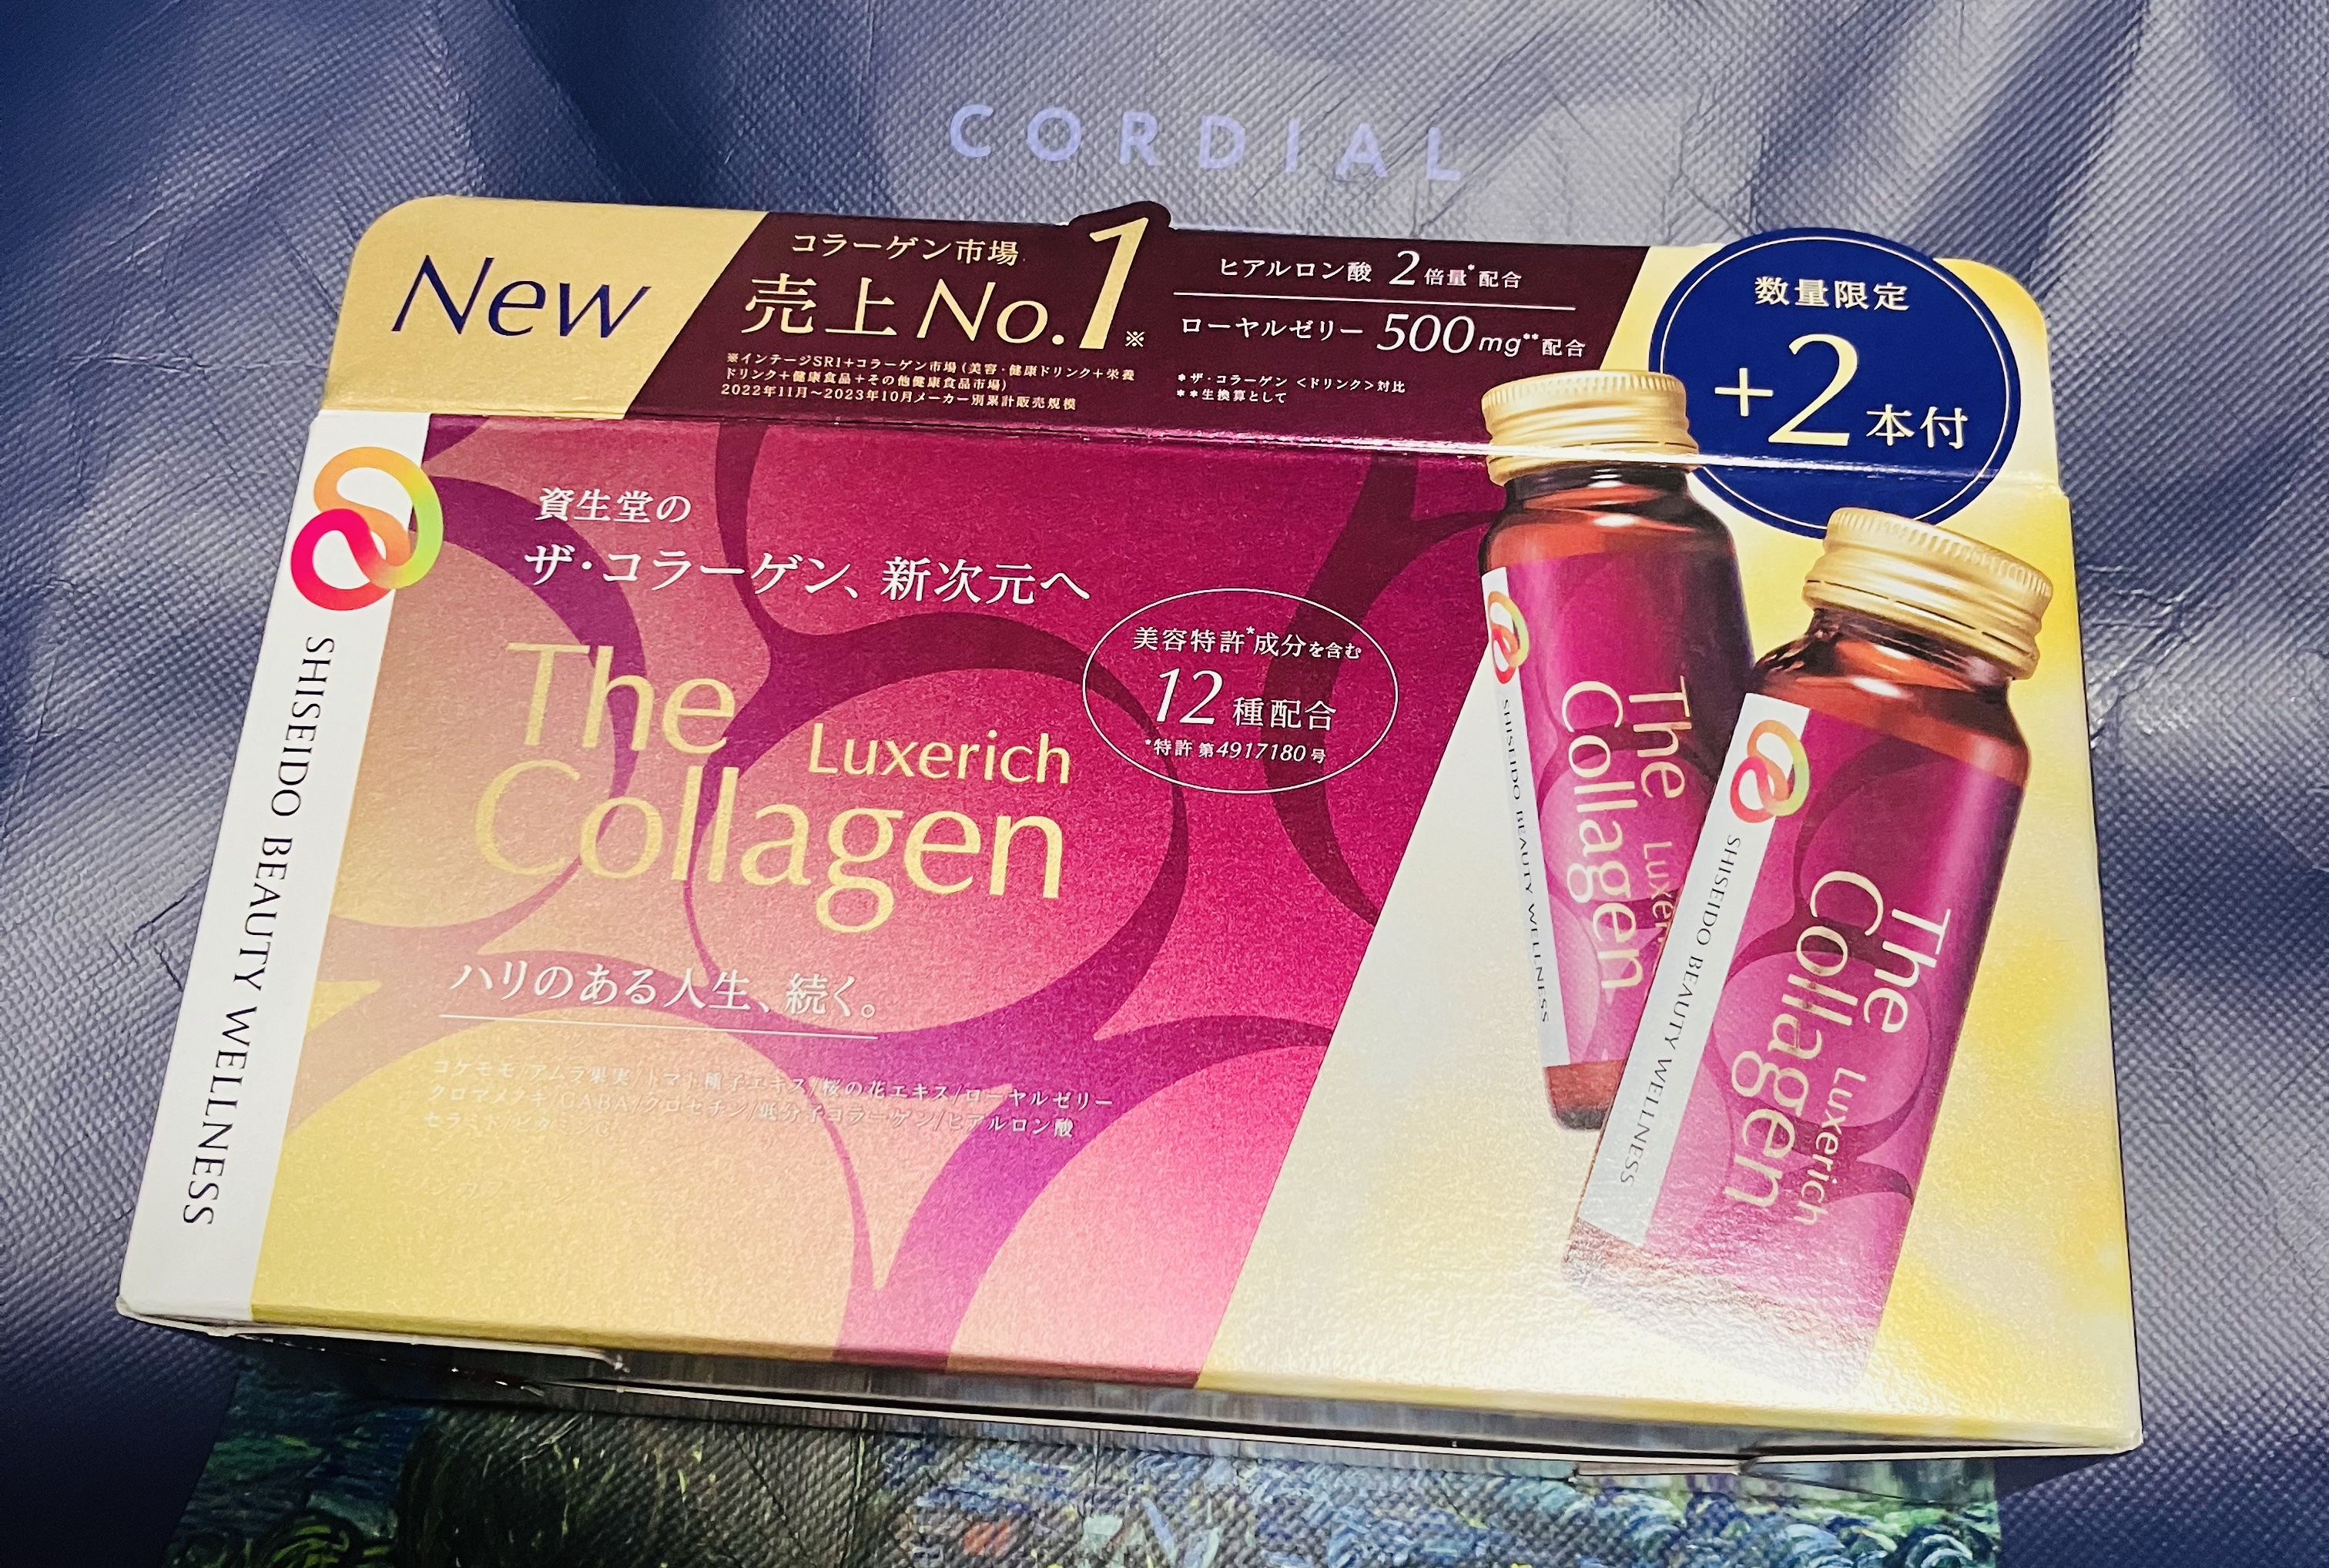 CORDIAL
New
コラーゲン市場
売上No.1※
※インテージSRI+コラーゲン市場(美容・健康ドリンク+栄養
ドリンク+健康食品+その他健康食品市場)
2022年11月～2023年10月メーカー別累計販売規模
ヒアルロン酸 2倍量*配合
ローヤルゼリー 500mg**配合
*ザ・コラーゲン <ドリンク>対比
**生換算として
数量限定
+2本付
資生堂の
ザ・コラーゲン、新次元へ
美容特許*成分を含む
12種配合
*特許 第4917180号
The
Luxerich
Collagen
ハリのある人生、続く。
コケモモ/アムラ果実/トマト種子エキス/桜の花エキス/ローヤルゼリー
クロマメノキ/GABA/クロセチン/低分子コラーゲン/ヒアルロン酸
セラミド/ビタミンC
SHISEIDO BEAUTY WELLNESS
The
Luxeri
Collagen
SHISEIDO BEAUTY WELLNESS
The
Luxerich
Collagen
SHISEIDO BEAUTY WELLNESS